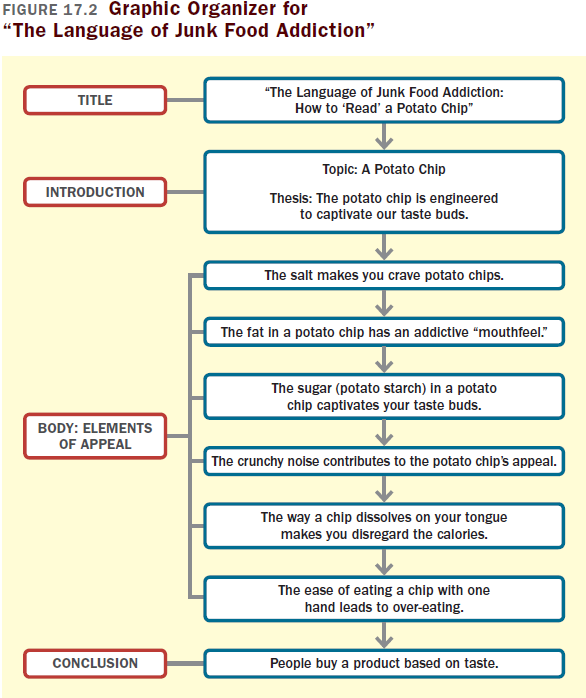 FIGURE 17.2 Graphic Organizer for
“The Language of Junk Food Addiction”
TITLE
“The Language of Junk Food Addiction:
How to ‘Read’ a Potato Chip”
INTRODUCTION
Topic: A Potato Chip
Thesis: The potato chip is engineered
to captivate our taste buds.
The salt makes you crave potato chips.
The fat in a potato chip has an addictive “mouthfeel.”
The sugar (potato starch) in a potato
chip captivates your taste buds.
BODY: ELEMENTS
OF APPEAL
The crunchy noise contributes to the potato chip’s appeal.
The way a chip dissolves on your tongue
makes you disregard the calories.
The ease of eating a chip with one
hand leads to over-eating.
CONCLUSION
People buy a product based on taste.